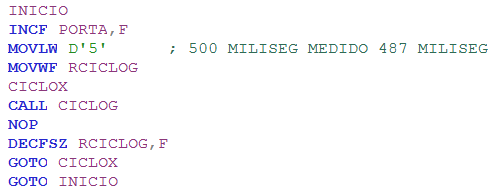 INICIO
INCF PORTA,F
MOVLW D'5' ; 500 MILISEG MEDIDO 487 MILISEG
MOVWF RCICLOG
CICLOX
CALL CICLOG
NOP
DECFSZ RCICLOG,F
GOTO CICLOX
GOTO INICIO